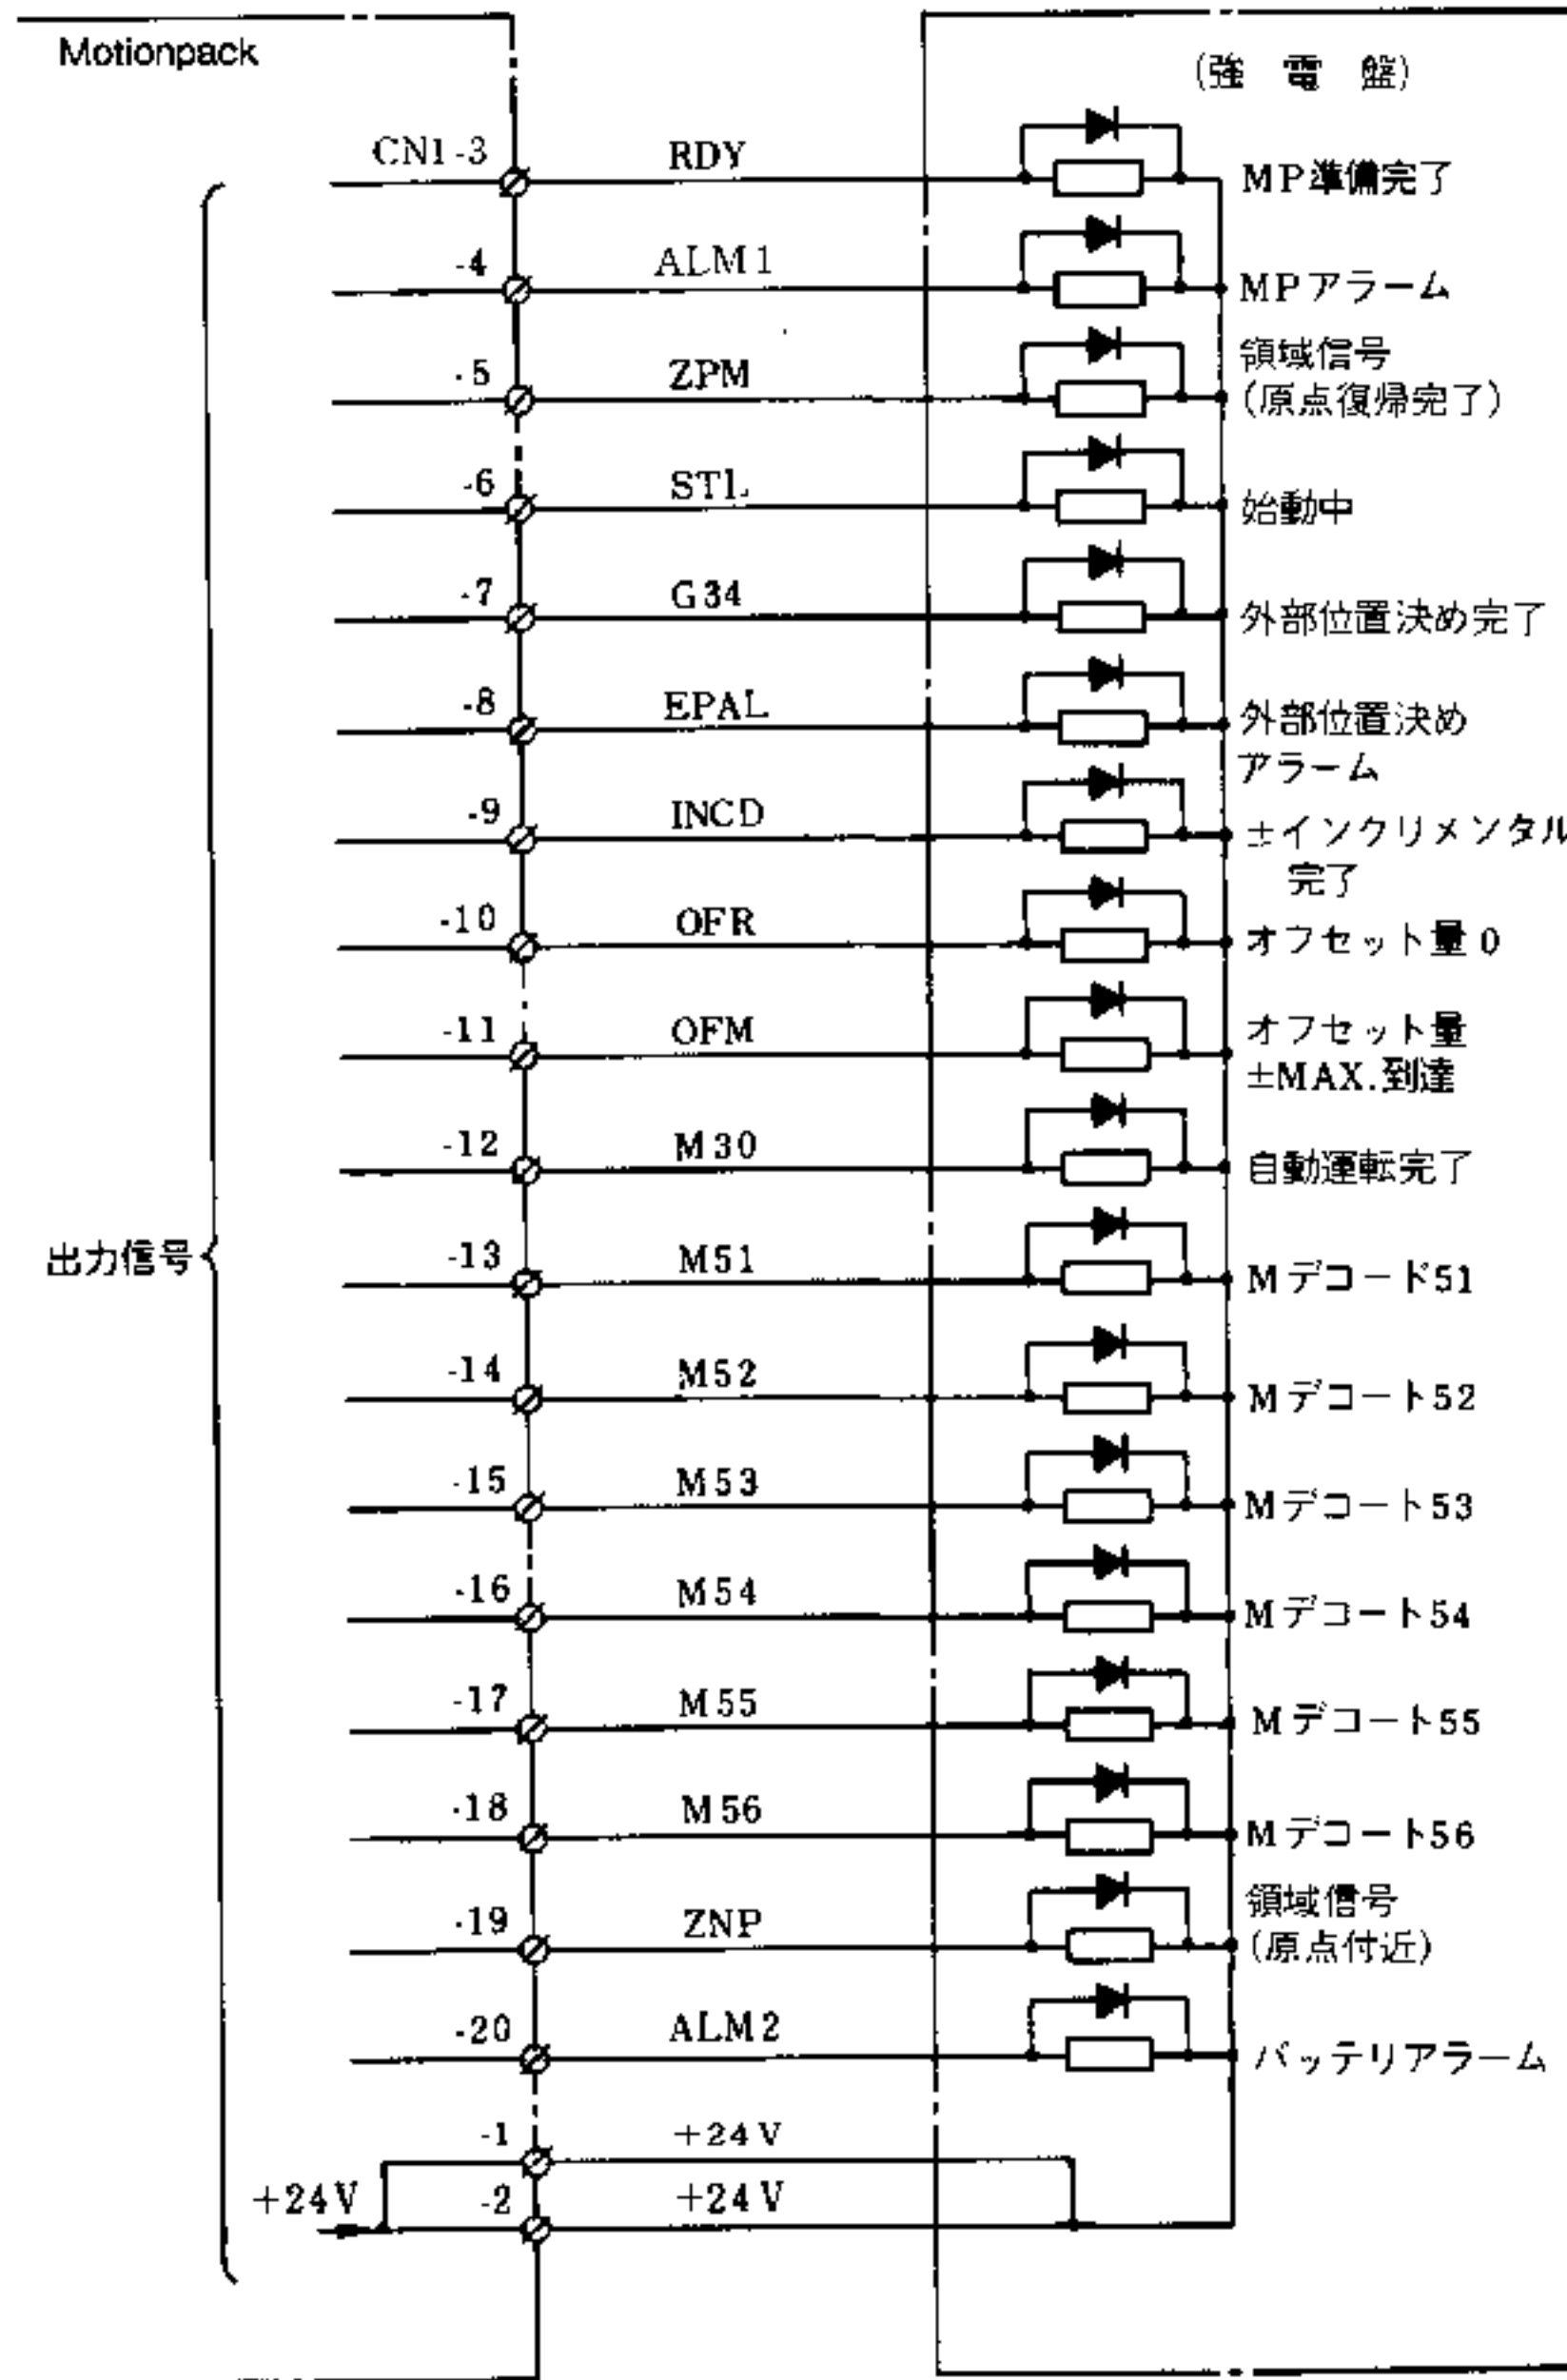 Motionpack
(強 電 盤)
CN1-3 RDY MP準備完了
-4 ALM1 MPアラーム
-5 ZPM 領域信号
(原点復帰完了)
-6 STL 始動中
-7 G34 外部位置決め完了
-8 EPAL 外部位置決め
アラーム
-9 INCD ±インクリメンタル
完了
-10 OFR オフセット量0
-11 OFM オフセット量
±MAX.到達
-12 M30 自動運転完了
出力信号
-13 M51 Mデコード51
-14 M52 Mデコート52
-15 M53 Mデコート53
-16 M54 Mデコート54
-17 M55 Mデコート55
-18 M56 Mデコート56
-19 ZNP 領域信号
(原点付近)
-20 ALM2 バッテリアラーム
-1 +24V
+24V -2 +24V